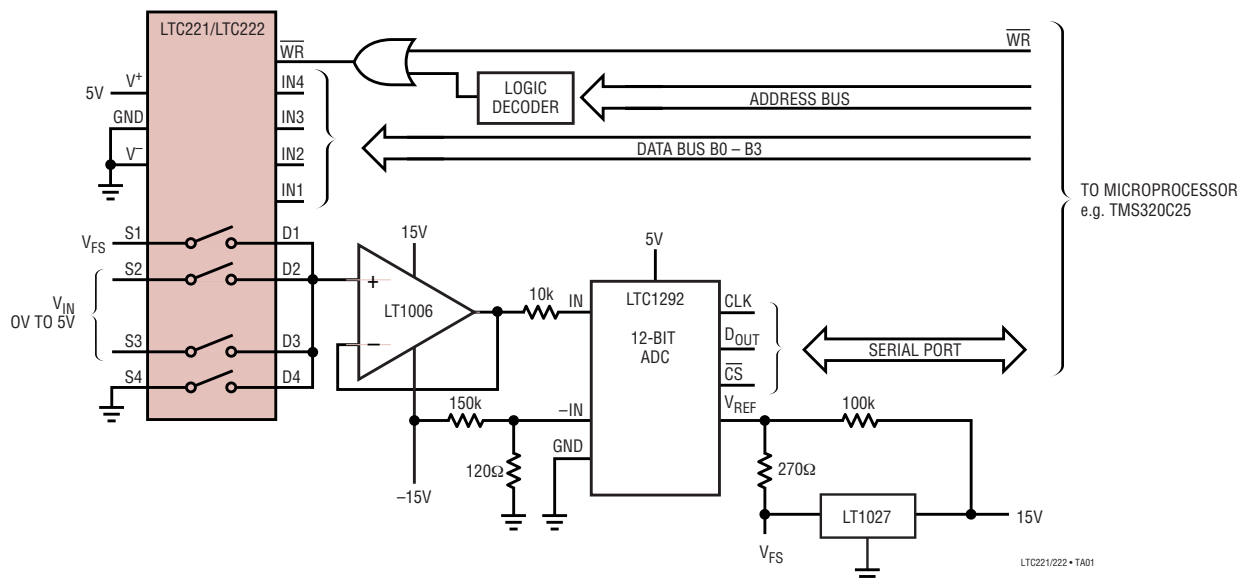 LTC221/LTC222
WR
WR
V+
5V
IN4
LOGIC
DECODER
ADDRESS BUS
GND
IN3
V–
IN2
DATA BUS B0 – B3
IN1
TO MICROPROCESSOR
e.g. TMS320C25
VFS
S1
D1
15V
5V
S2
D2
+
10k
IN
LTC1292
CLK
VIN
0V TO 5V
LT1006
12-BIT
ADC
DOUT
S3
D3
–
SERIAL PORT
S4
D4
CS
150k
–IN
VREF
100k
GND
120Ω
270Ω
–15V
LT1027
15V
VFS
LTC221/222 • TA01